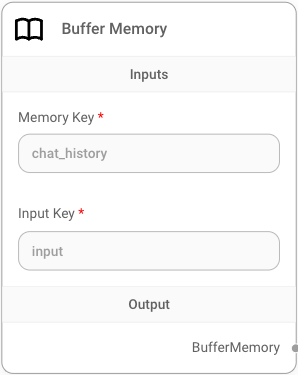 Buffer Memory
Inputs
Memory Key *
chat_history
Input Key *
input
Output
BufferMemory